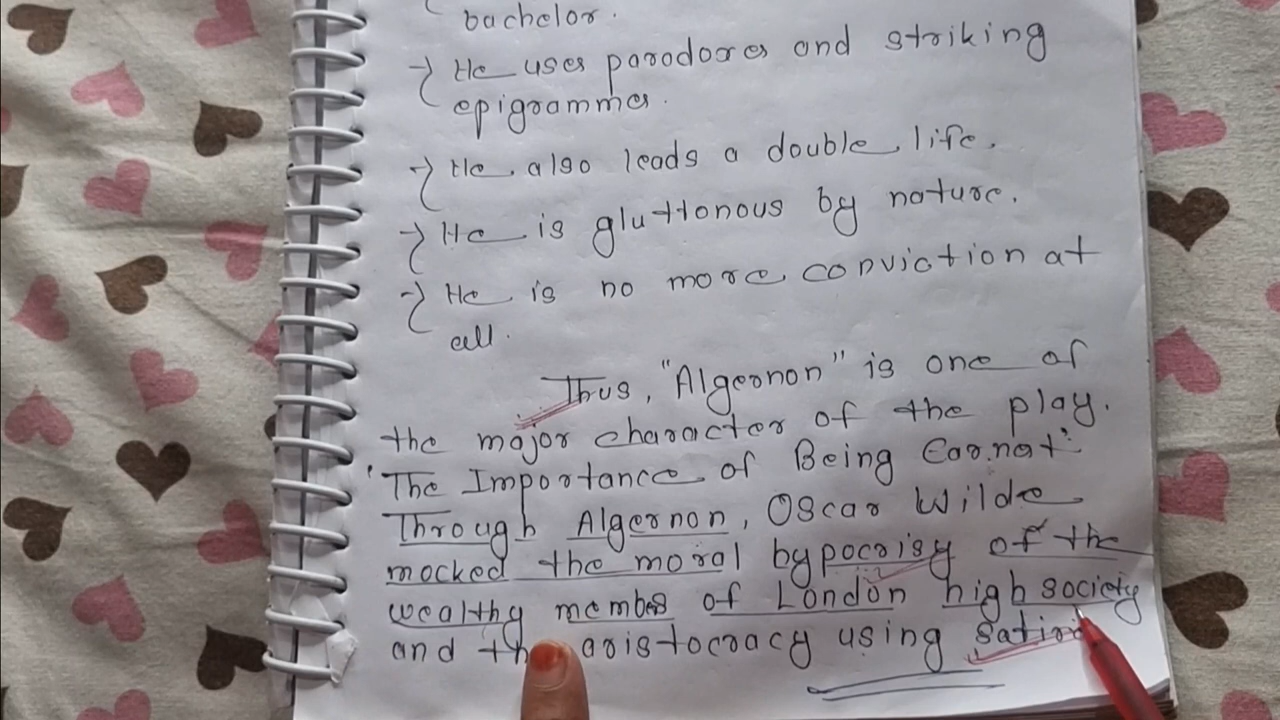 bachelor.
He uses paradoxes and striking
epigrammes.
He also leads a double life.
He is gluttonous by nature.
He is no more conviction at
all.
Thus, "Algernon" is one of
the major character of the play.
'The Importance of Being Earnat'.
Through Algernon, Oscar Wilde
mocked the moral hypocrisy of the
wealthy membes of London high society
and the aristocracy using